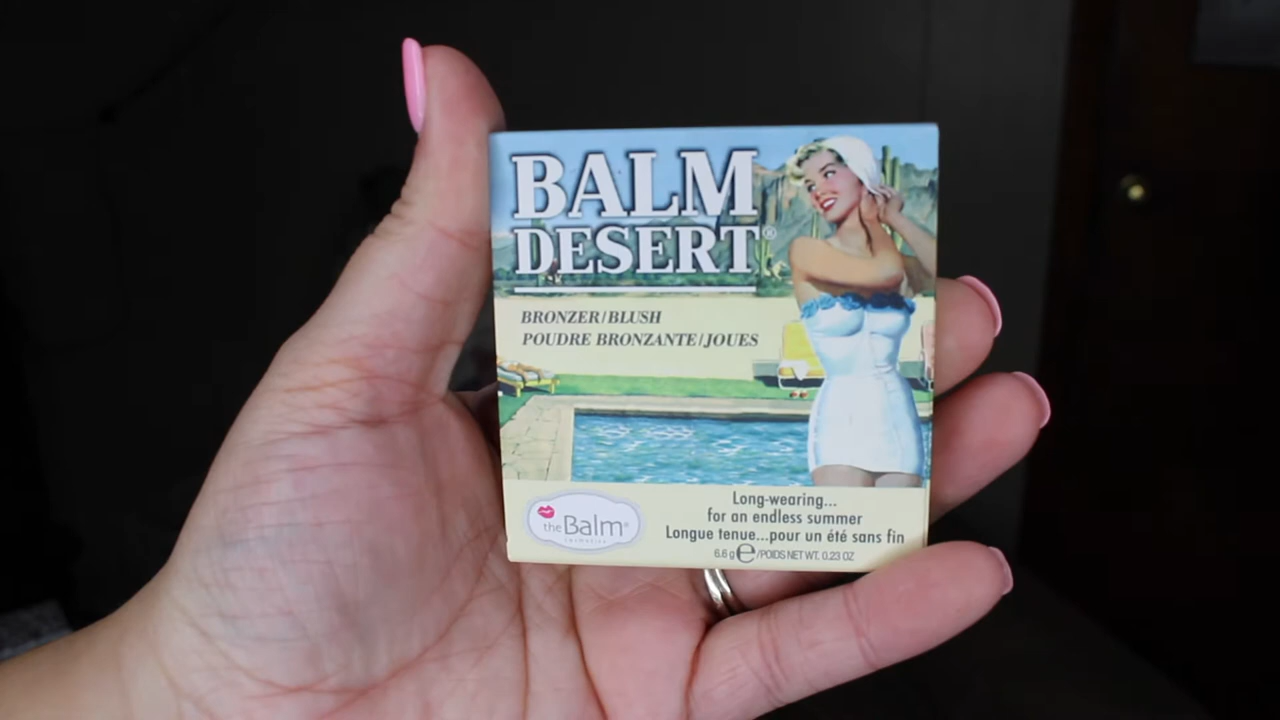 BALM
DESERT®
BRONZER/BLUSH
POUDRE BRONZANTE/JOUES
theBalm®
cosmetics
Long-wearing...
for an endless summer
Longue tenue...pour un été sans fin
6.6 g ℮/POIDS NET WT. 0.23 OZ